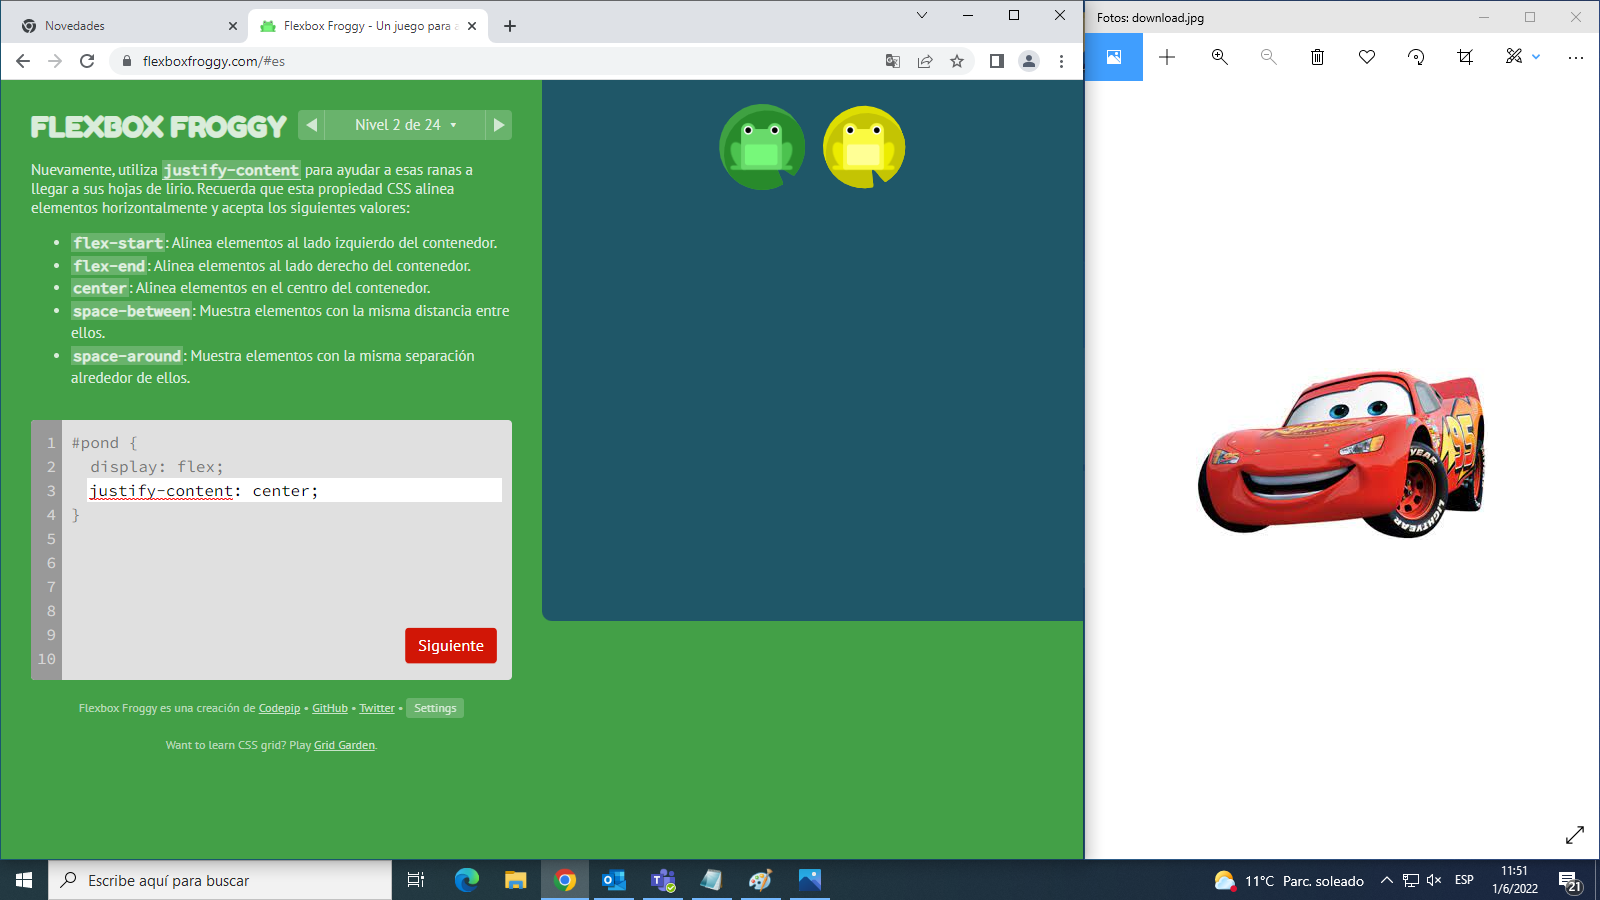 Novedades
Flexbox Froggy - Un juego para a
flexboxfroggy.com/#es
FLEXBOX FROGGY
Nivel 2 de 24
Nuevamente, utiliza justify-content para ayudar a esas ranas a
llegar a sus hojas de lirio. Recuerda que esta propiedad CSS alinea
elementos horizontalmente y acepta los siguientes valores:
• flex-start: Alinea elementos al lado izquierdo del contenedor.
• flex-end: Alinea elementos al lado derecho del contenedor.
• center: Alinea elementos en el centro del contenedor.
• space-between: Muestra elementos con la misma distancia entre
ellos.
• space-around: Muestra elementos con la misma separación
alrededor de ellos.
1 #pond {
2 display: flex;
3 justify-content: center;
4 }
5
6
7
8
9
10
Siguiente
Flexbox Froggy es una creación de Codepip • GitHub • Twitter • Settings
Want to learn CSS grid? Play Grid Garden.
Fotos: download.jpg
95
LIGHTYEAR
Escribe aquí para buscar
11°C Parc. soleado
ESP
11:51
1/6/2022
21